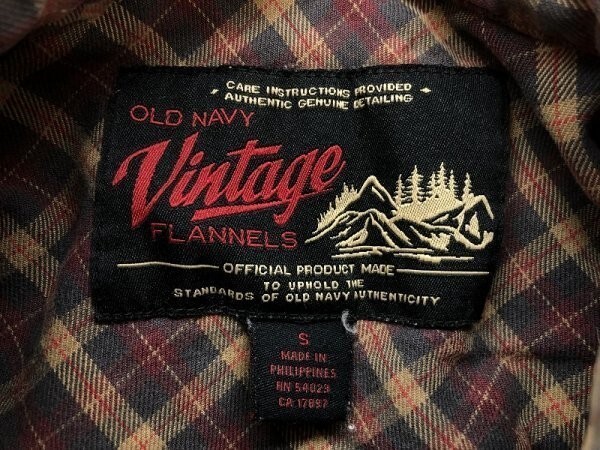 CARE INSTRUCTIONS PROVIDED
AUTHENTIC GENUINE DETAILING
OLD NAVY
Vintage
FLANNELS
OFFICIAL PRODUCT MADE
TO UPHOLD THE
STANDARDS OF OLD NAVY AUTHENTICITY
S
MADE IN
PHILIPPINES
RN 54023
CA 17897